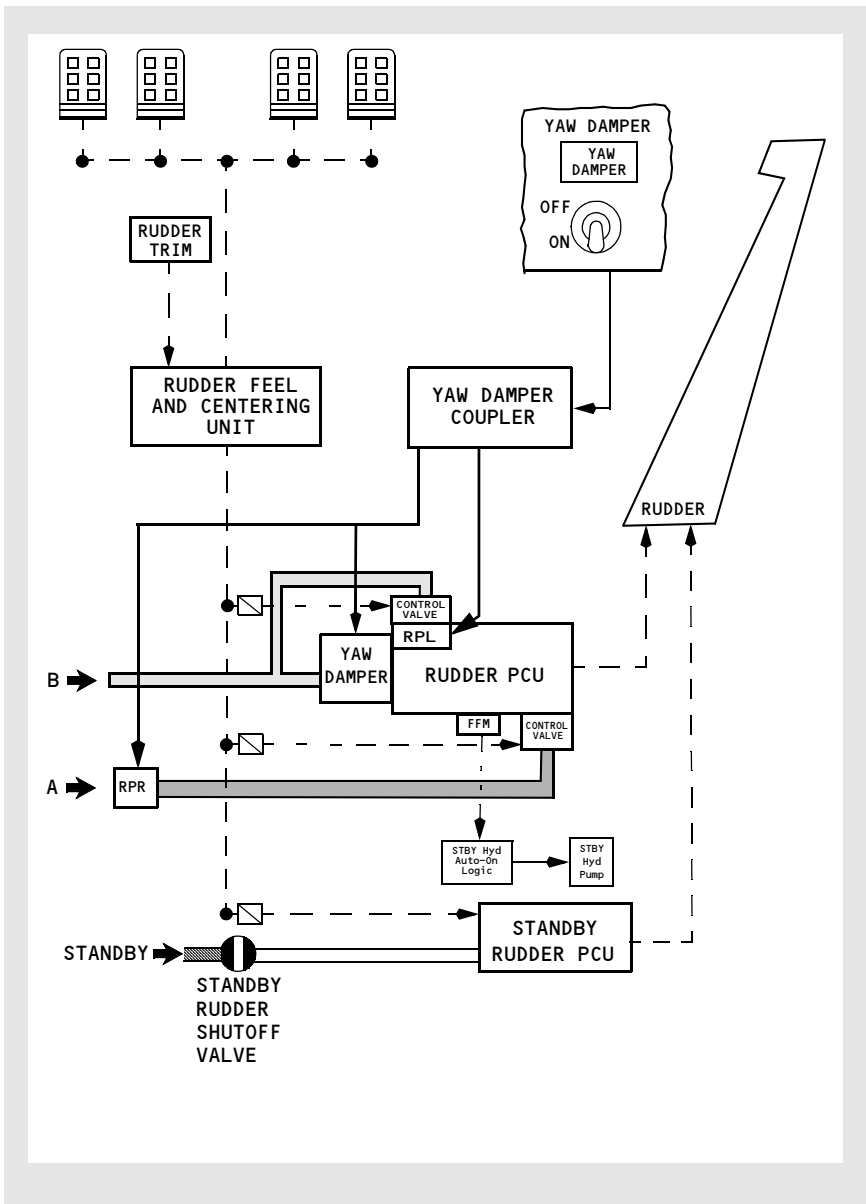 YAW DAMPER
YAW
DAMPER
OFF
ON
RUDDER
TRIM
RUDDER FEEL
AND CENTERING
UNIT
YAW DAMPER
COUPLER
RUDDER
CONTROL
VALVE
RPL
YAW
DAMPER
RUDDER PCU
B
FFM
CONTROL
VALVE
A
RPR
STBY Hyd
Auto-On
Logic
STBY
Hyd
Pump
STANDBY
RUDDER PCU
STANDBY
STANDBY
RUDDER
SHUTOFF
VALVE